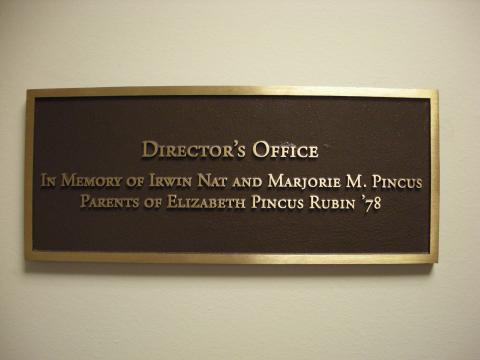 Director's Office
In Memory of Irwin Nat and Marjorie M. Pincus
Parents of Elizabeth Pincus Rubin '78